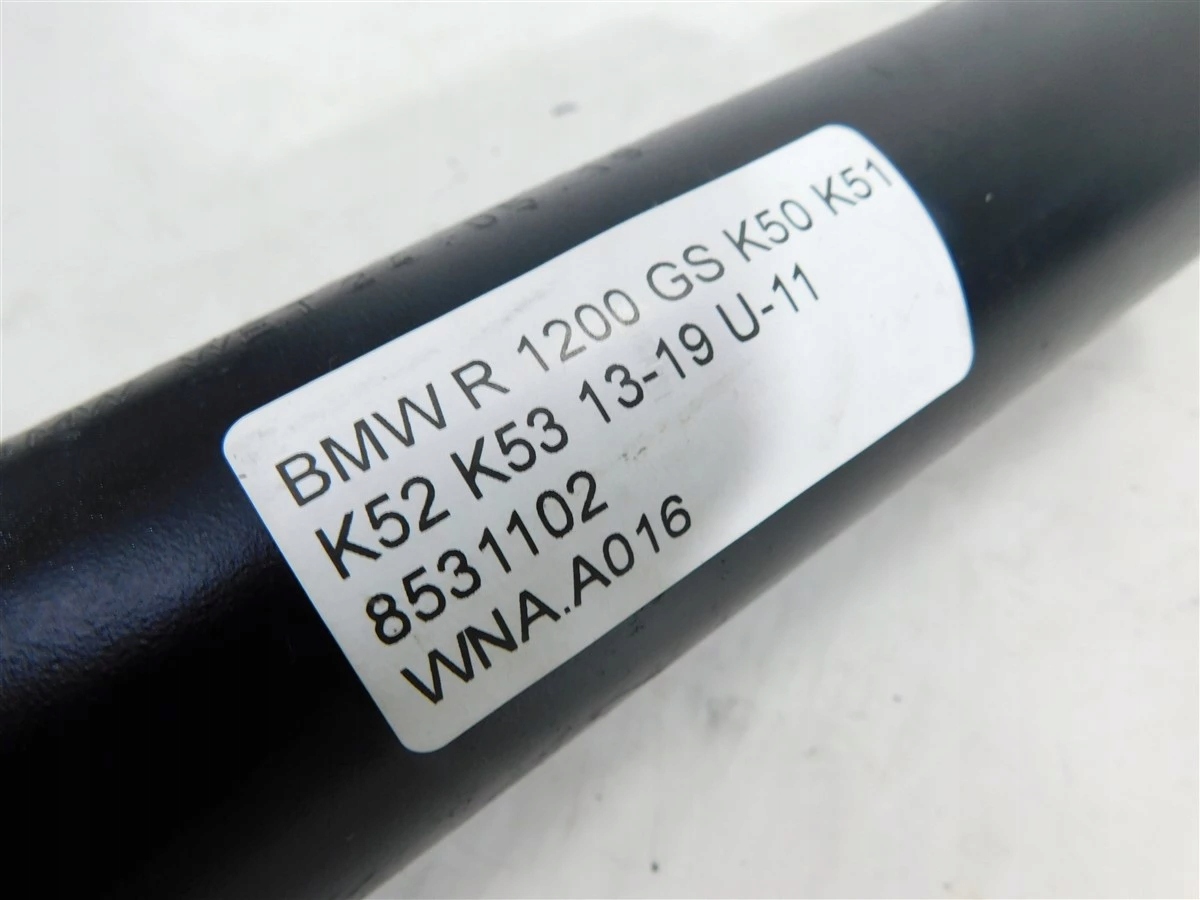 BMW R 1200 GS K50 K51
K52 K53 13-19 U-11
8531102
WNA.A016